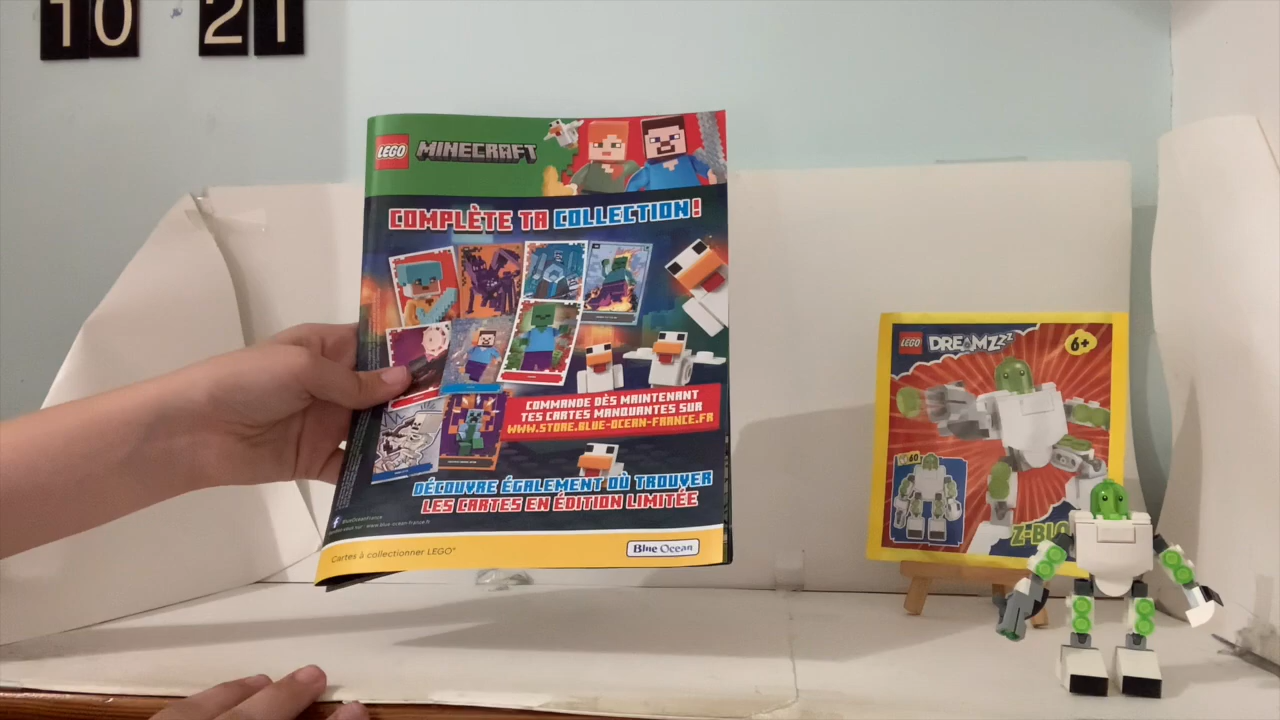 10 21
LEGO MINECRAFT
COMPLÈTE TA COLLECTION!
COMMANDE DÈS MAINTENANT
TES CARTES MANQUANTES SUR
WWW.STORE.BLUE-OCEAN-FRANCE.FR
DÉCOUVRE ÉGALEMENT OÙ TROUVER
LES CARTES EN ÉDITION LIMITÉE
Cartes à collectionner LEGO®
Blue Ocean
LEGO DREAMZzz 6+
60
Z-BLO